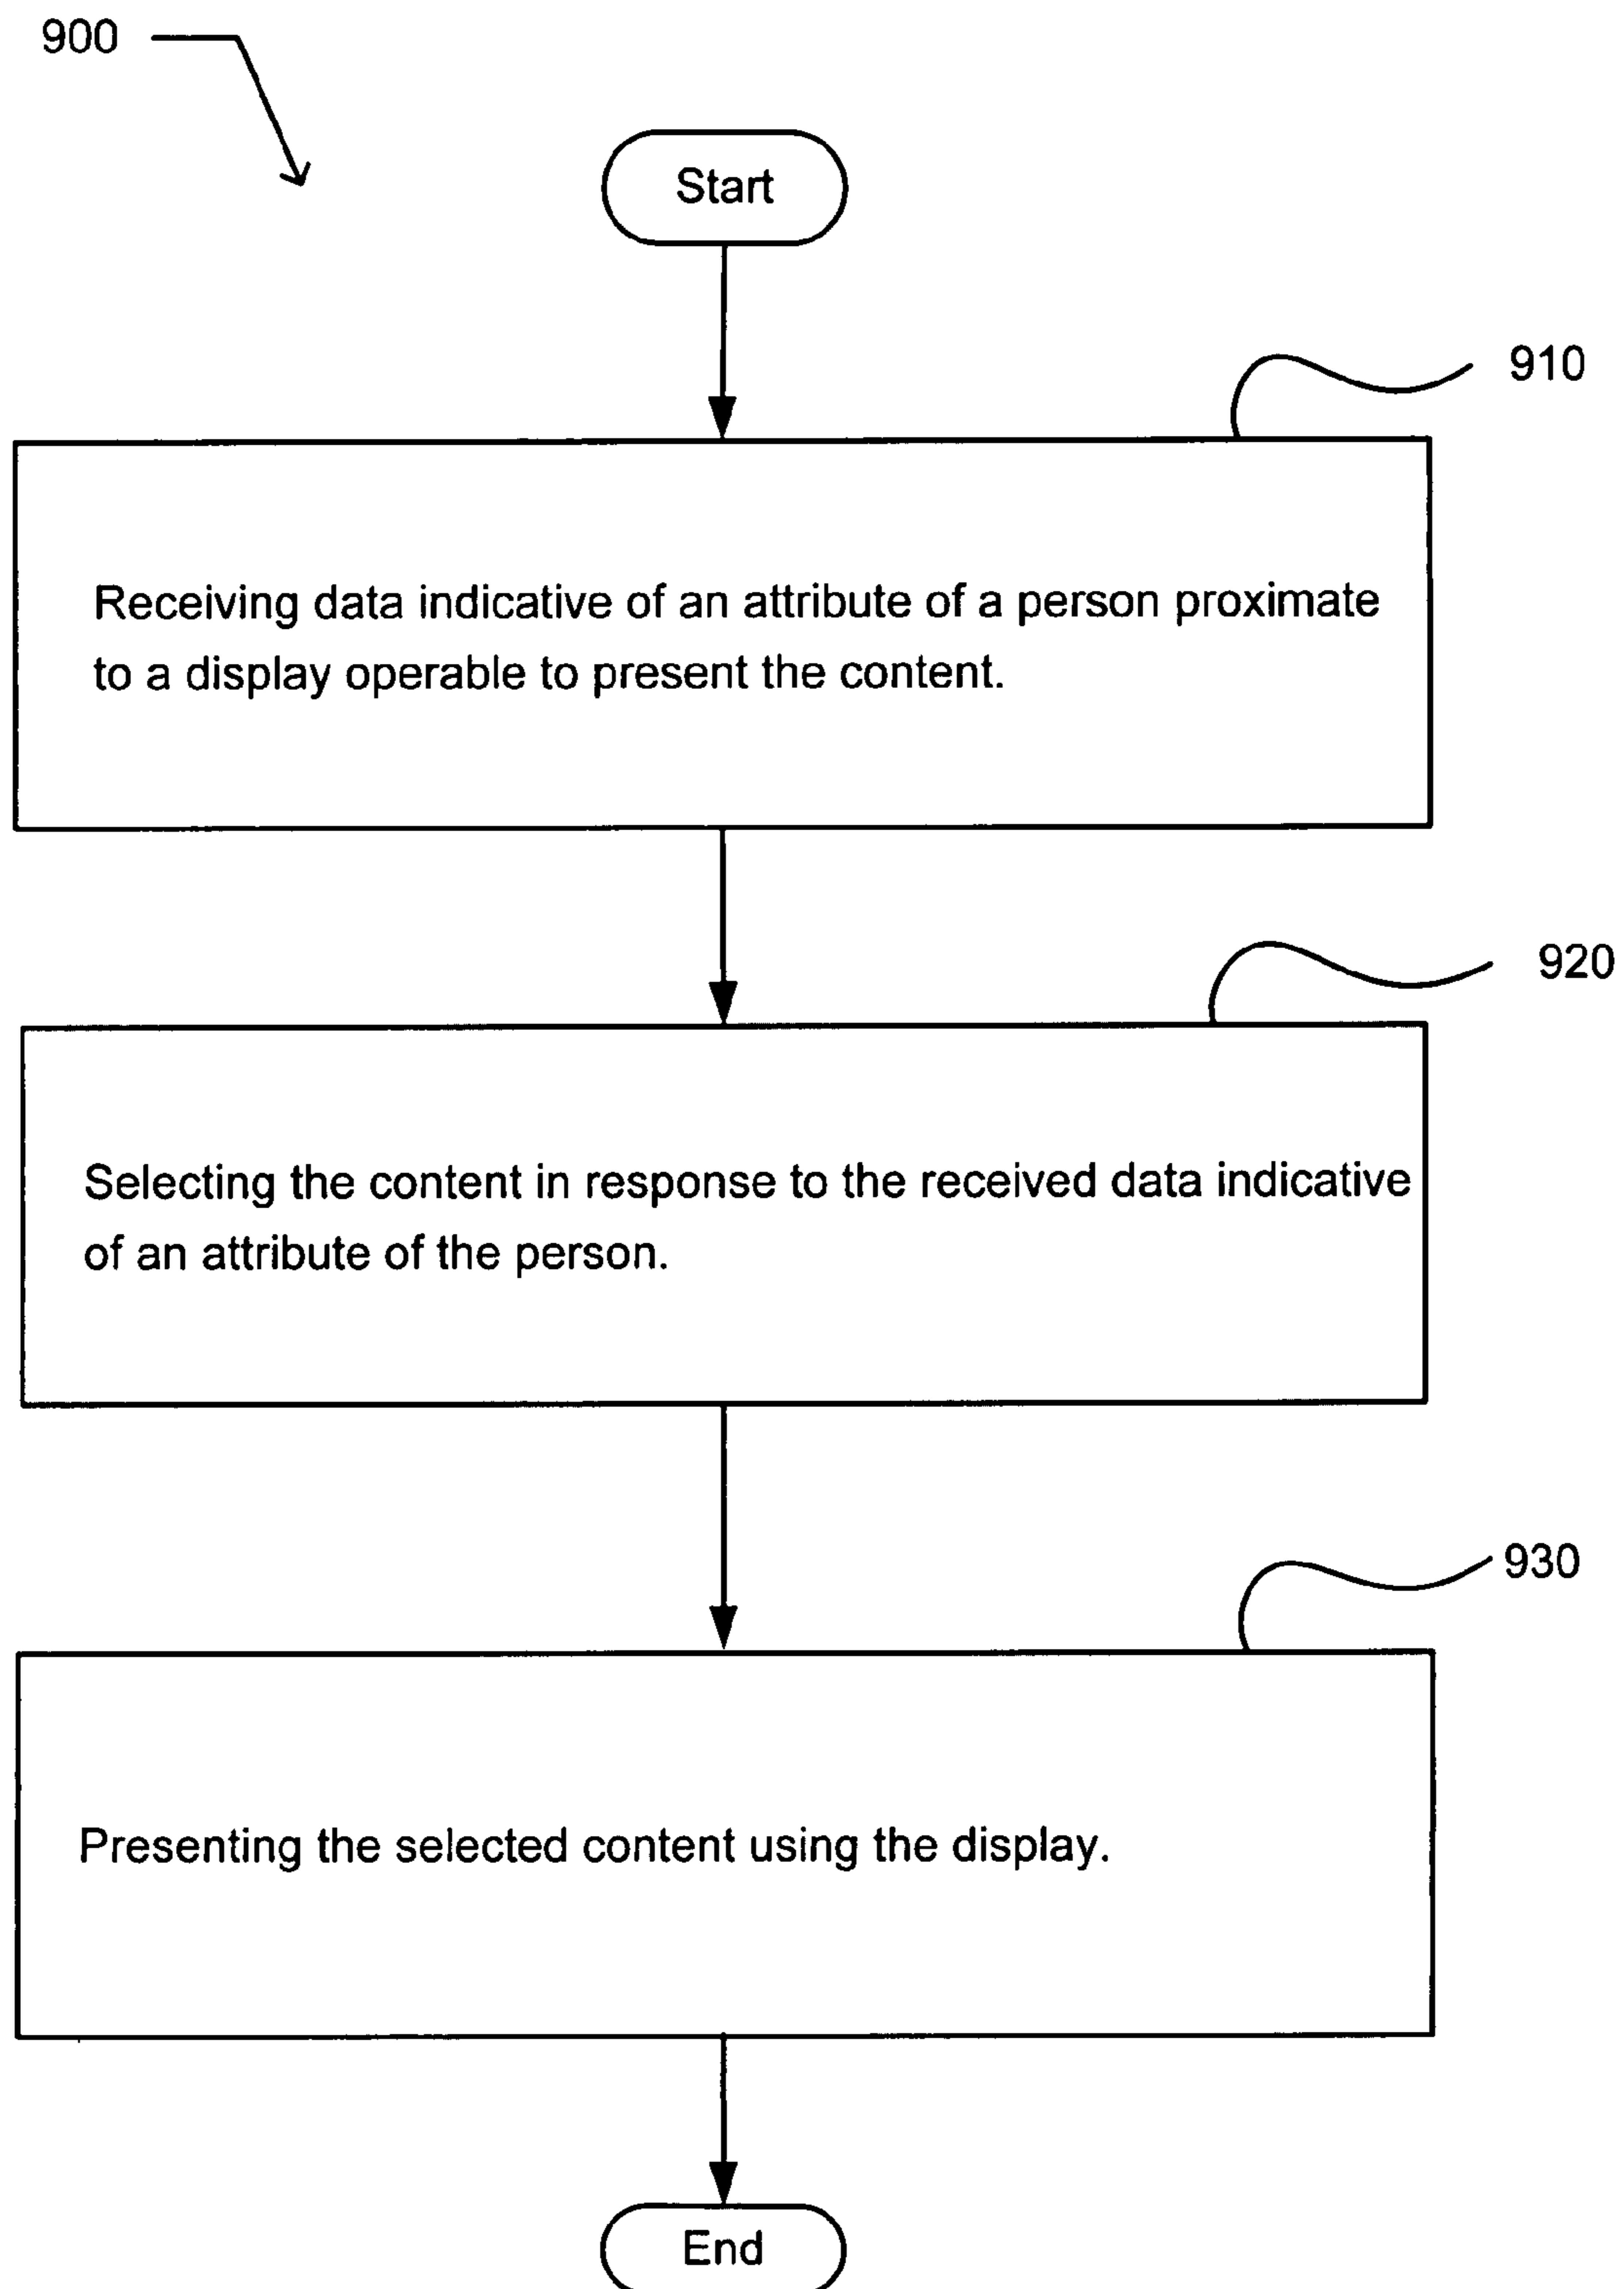 900
Start
910
Receiving data indicative of an attribute of a person proximate
to a display operable to present the content.
920
Selecting the content in response to the received data indicative
of an attribute of the person.
930
Presenting the selected content using the display.
End